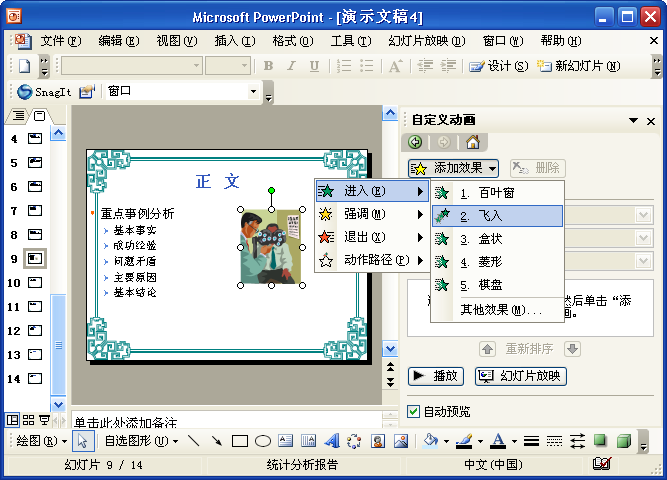 Microsoft PowerPoint - [演示文稿4]
文件(F) 编辑(E) 视图(V) 插入(I) 格式(O) 工具(T) 幻灯片放映(D) 窗口(W) 帮助(H)
B I U S A 设计(S) 新幻灯片(N)
SnagIt 窗口
自定义动画
添加效果 删除
4
5
6
7
8
9
10
11
12
13
14
正 文
重点事例分析
基本事实
成功经验
问题矛盾
主要原因
基本结论
进入(E)
强调(M)
退出(X)
动作路径(P)
1. 百叶窗
2. 飞入
3. 盒状
4. 菱形
5. 棋盘
其他效果(M)...
然后单击“添
画。
重新排序
播放 幻灯片放映
自动预览
单击此处添加备注
绘图(R) 自选图形(U) A A
幻灯片 9 / 14 统计分析报告 中文(中国)